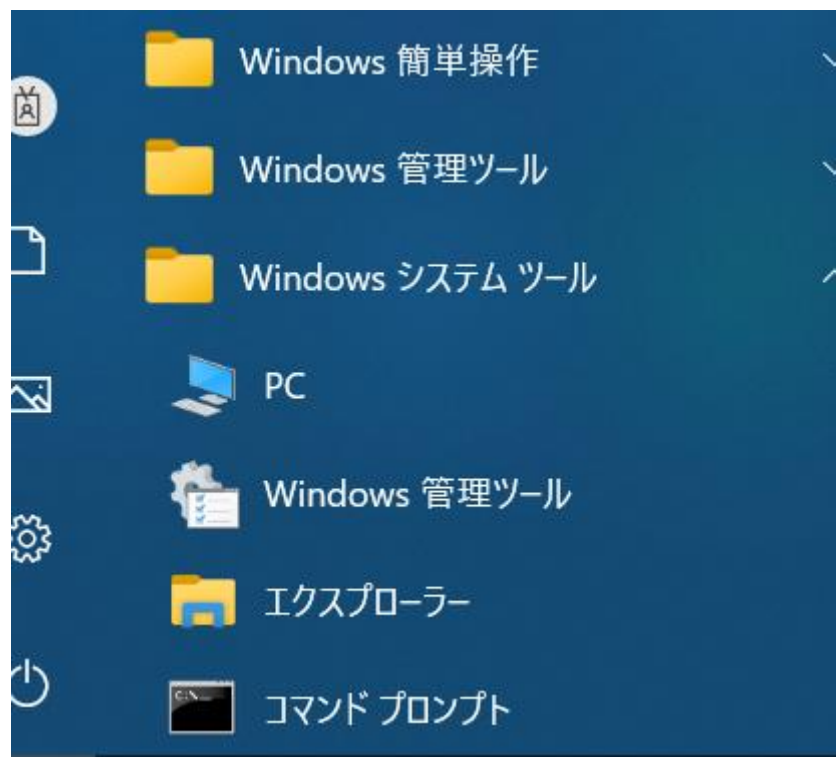 Windows 簡単操作
Windows 管理ツール
Windows システム ツール
PC
Windows 管理ツール
エクスプローラー
C:\
コマンド プロンプト